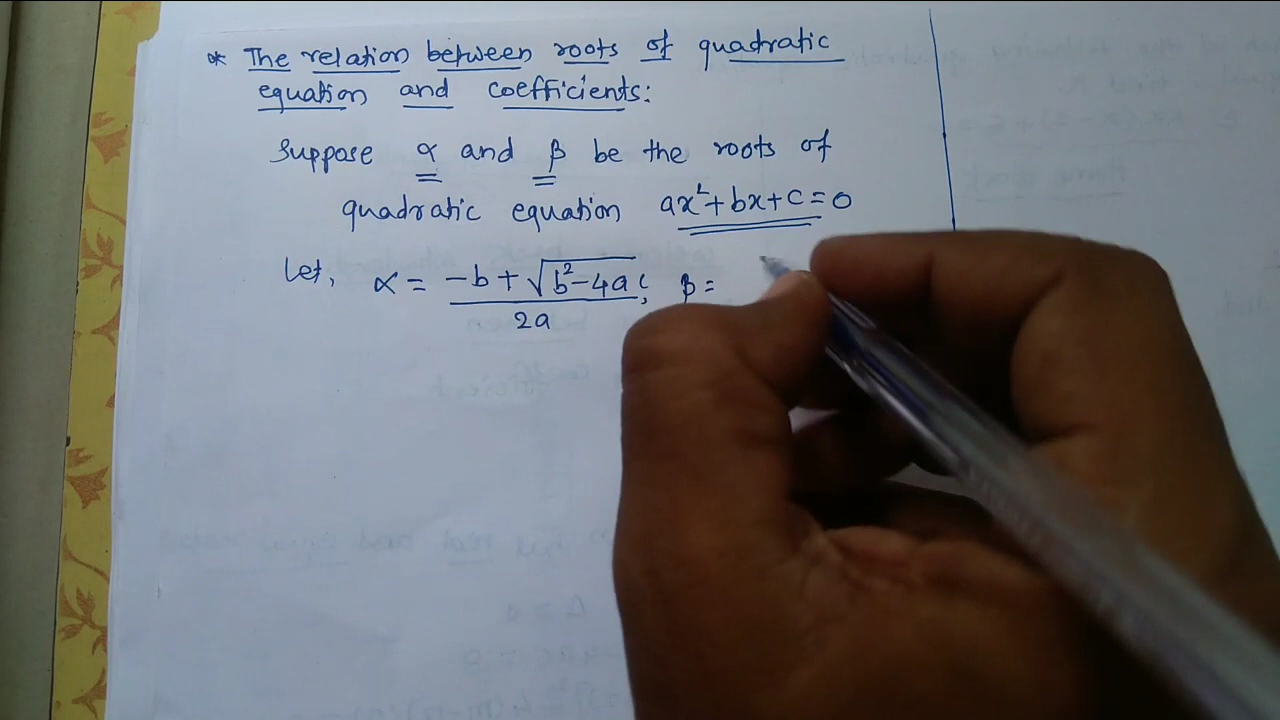 * The relation between roots of quadratic
equation and coefficients:
Suppose α and β be the roots of
quadratic equation ax²+bx+c=0
Let, α = (-b + √(b²-4ac))/2a, β =